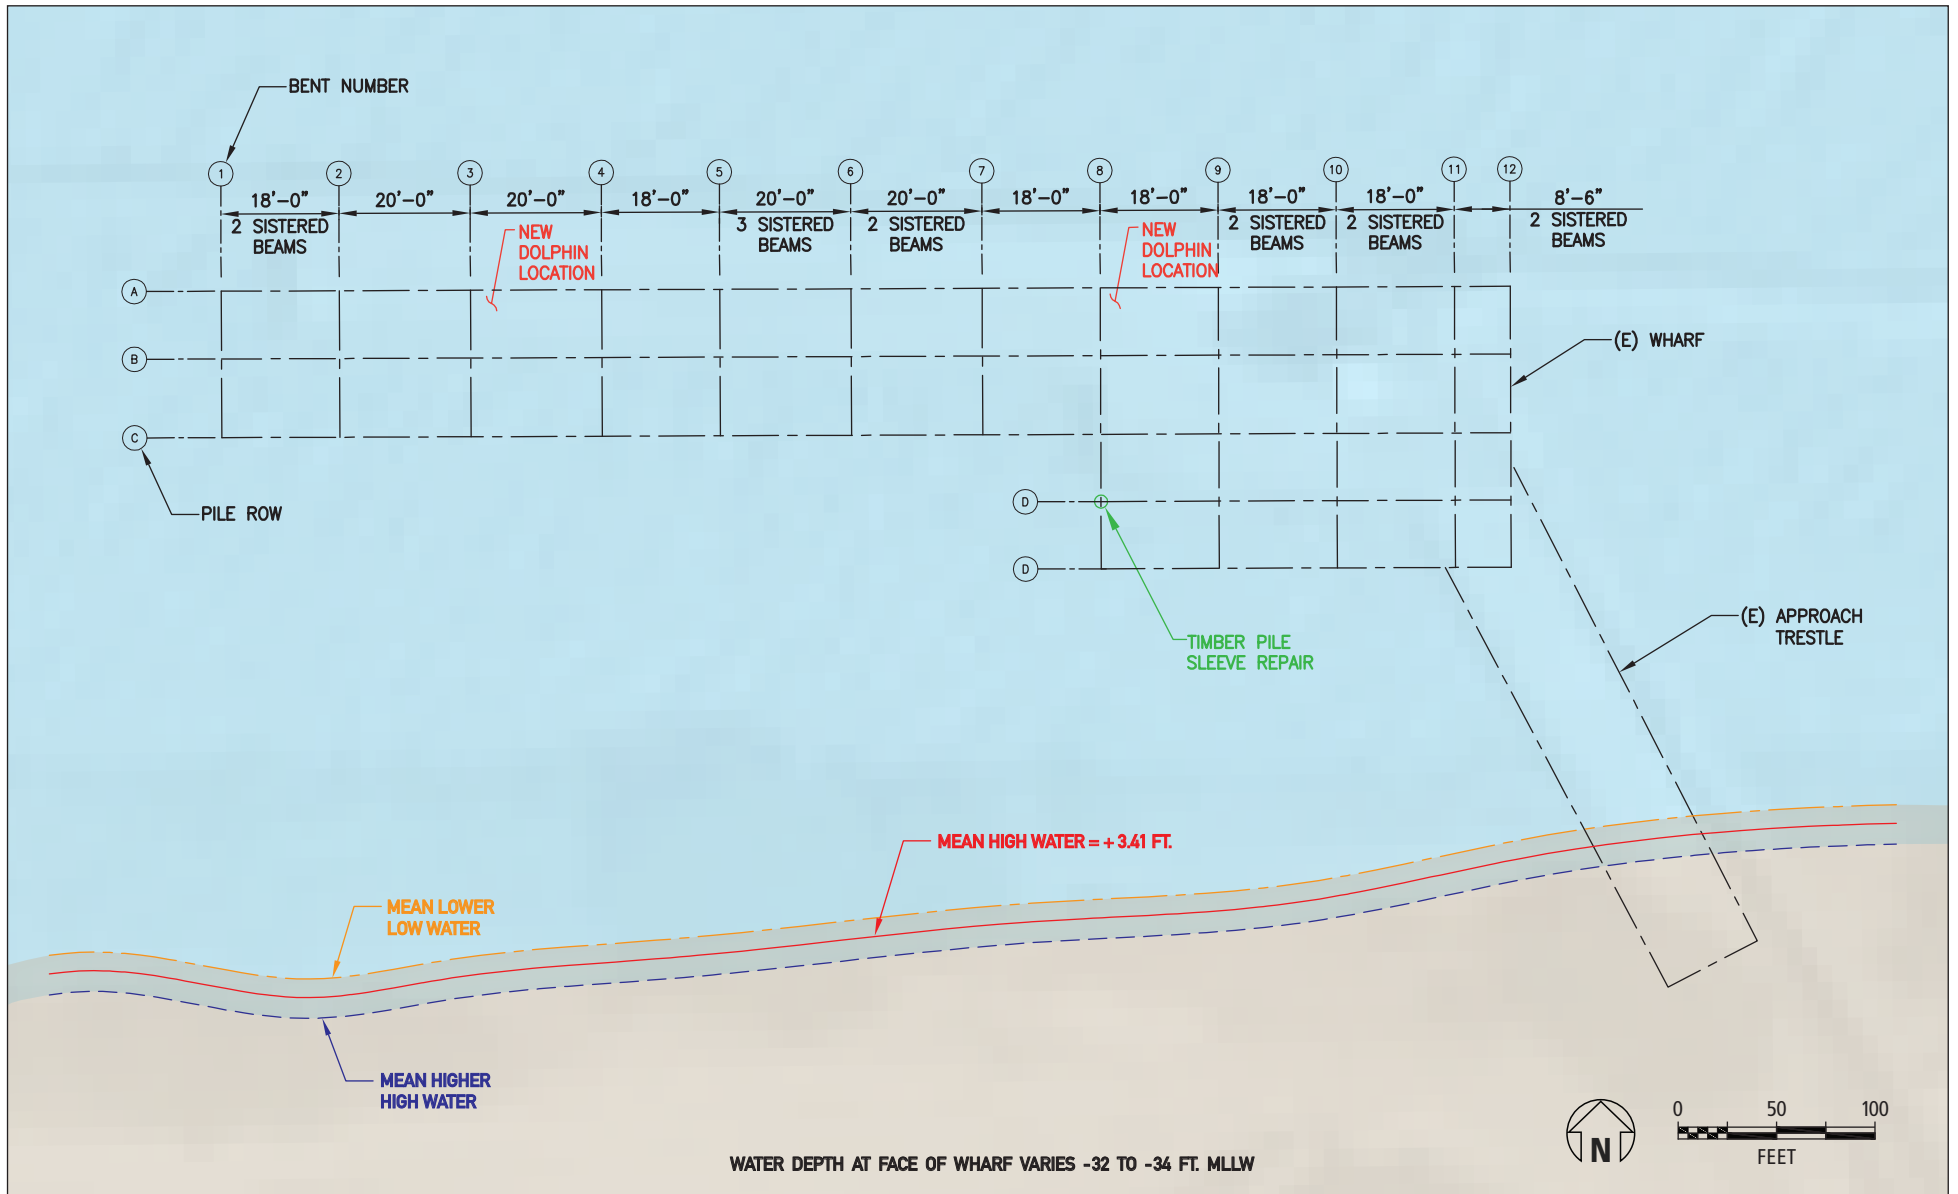 BENT NUMBER
1 2 3 4 5 6 7 8 9 10 11 12
18'-0" 20'-0" 20'-0" 18'-0" 20'-0" 20'-0" 18'-0" 18'-0" 18'-0" 18'-0" 8'-6"
2 SISTERED
BEAMS
3 SISTERED
BEAMS
2 SISTERED
BEAMS
2 SISTERED
BEAMS
2 SISTERED
BEAMS
2 SISTERED
BEAMS
NEW
DOLPHIN
LOCATION
NEW
DOLPHIN
LOCATION
A
B
(E) WHARF
C
PILE ROW
D
D
TIMBER PILE
SLEEVE REPAIR
(E) APPROACH
TRESTLE
MEAN HIGH WATER = + 3.41 FT.
MEAN LOWER
LOW WATER
MEAN HIGHER
HIGH WATER
N
0 50 100
FEET
WATER DEPTH AT FACE OF WHARF VARIES -32 TO -34 FT. MLLW